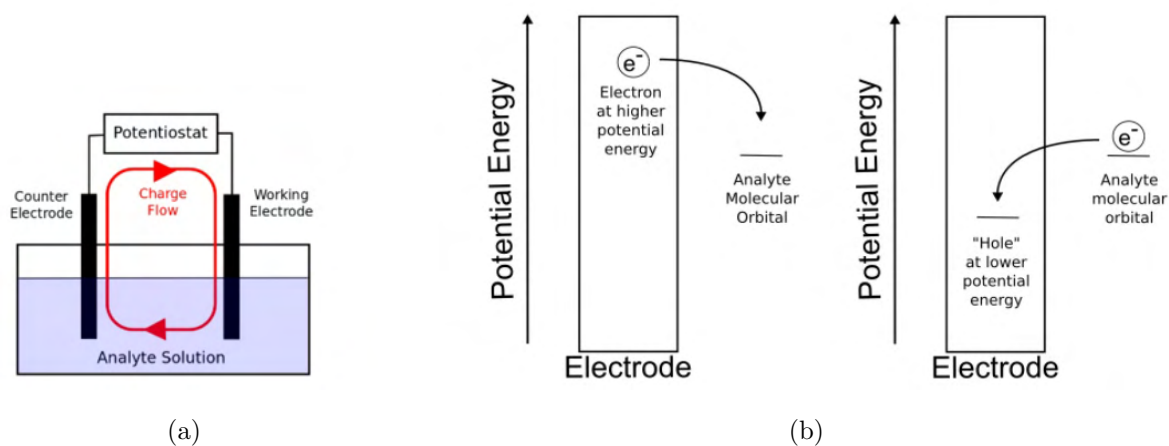 Potentiostat
Counter
Electrode
Charge
Flow
Working
Electrode
Analyte Solution
(a)
Potential Energy
e⁻
Electron
at higher
potential
energy
Analyte
Molecular
Orbital
Electrode
Potential Energy
e⁻
Analyte
molecular
orbital
"Hole"
at lower
potential
energy
Electrode
(b)